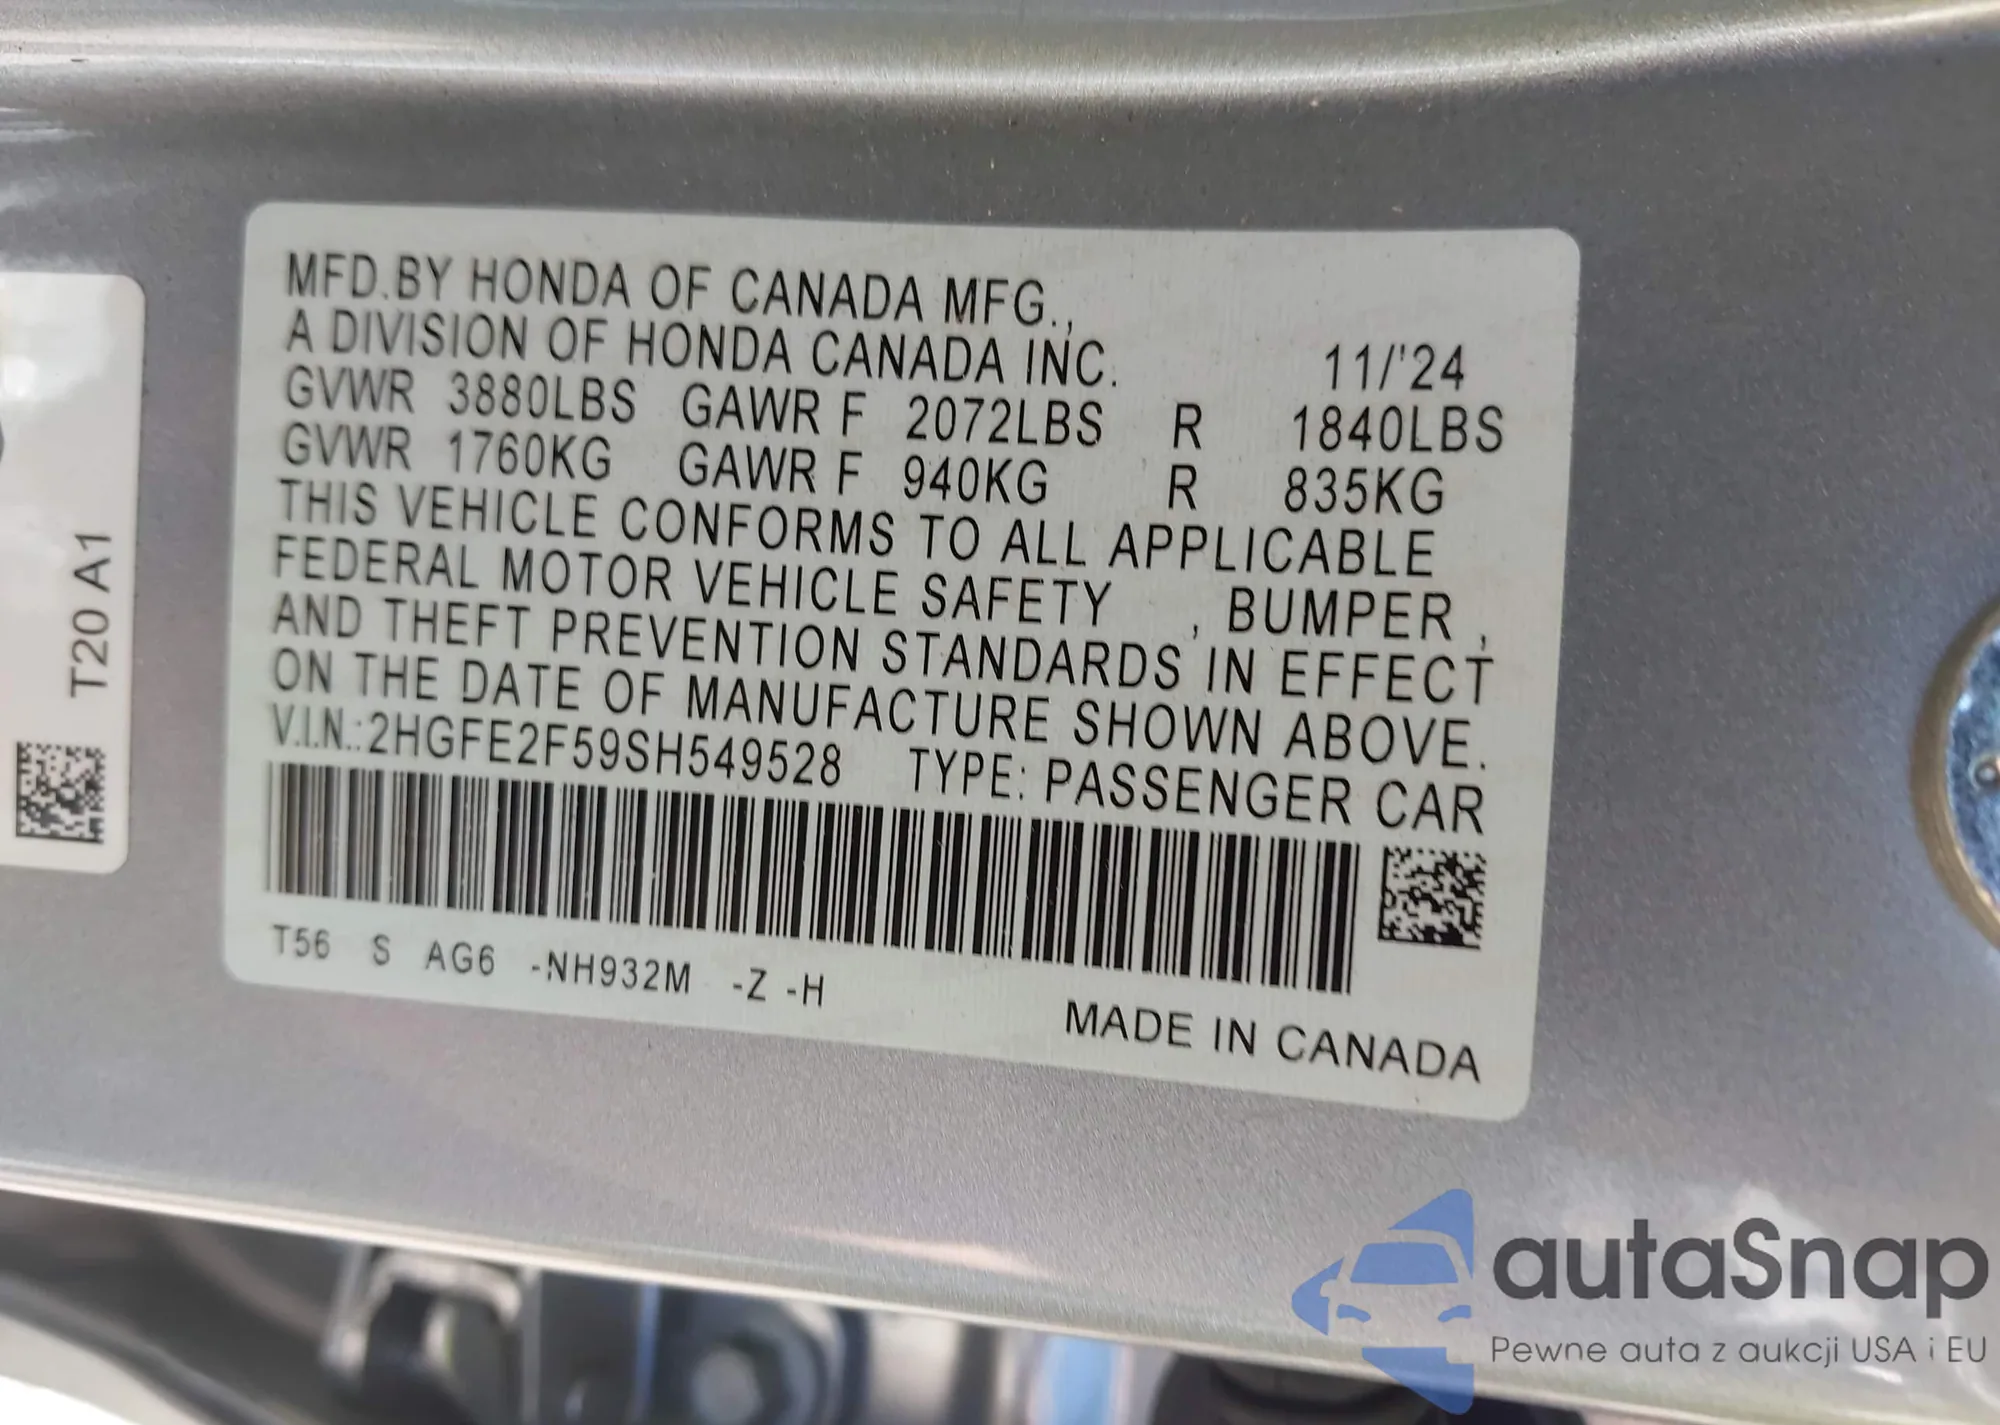 MFD.BY HONDA OF CANADA MFG.,
A DIVISION OF HONDA CANADA INC. 11/'24
GVWR 3880LBS GAWR F 2072LBS R 1840LBS
GVWR 1760KG GAWR F 940KG R 835KG
THIS VEHICLE CONFORMS TO ALL APPLICABLE
FEDERAL MOTOR VEHICLE SAFETY , BUMPER ,
AND THEFT PREVENTION STANDARDS IN EFFECT
ON THE DATE OF MANUFACTURE SHOWN ABOVE.
V.I.N.:2HGFE2F59SH549528 TYPE: PASSENGER CAR
T56 S AG6 -NH932M -Z -H
MADE IN CANADA
T20 A1
autaSnap
Pewne auta z aukcji USA i EU